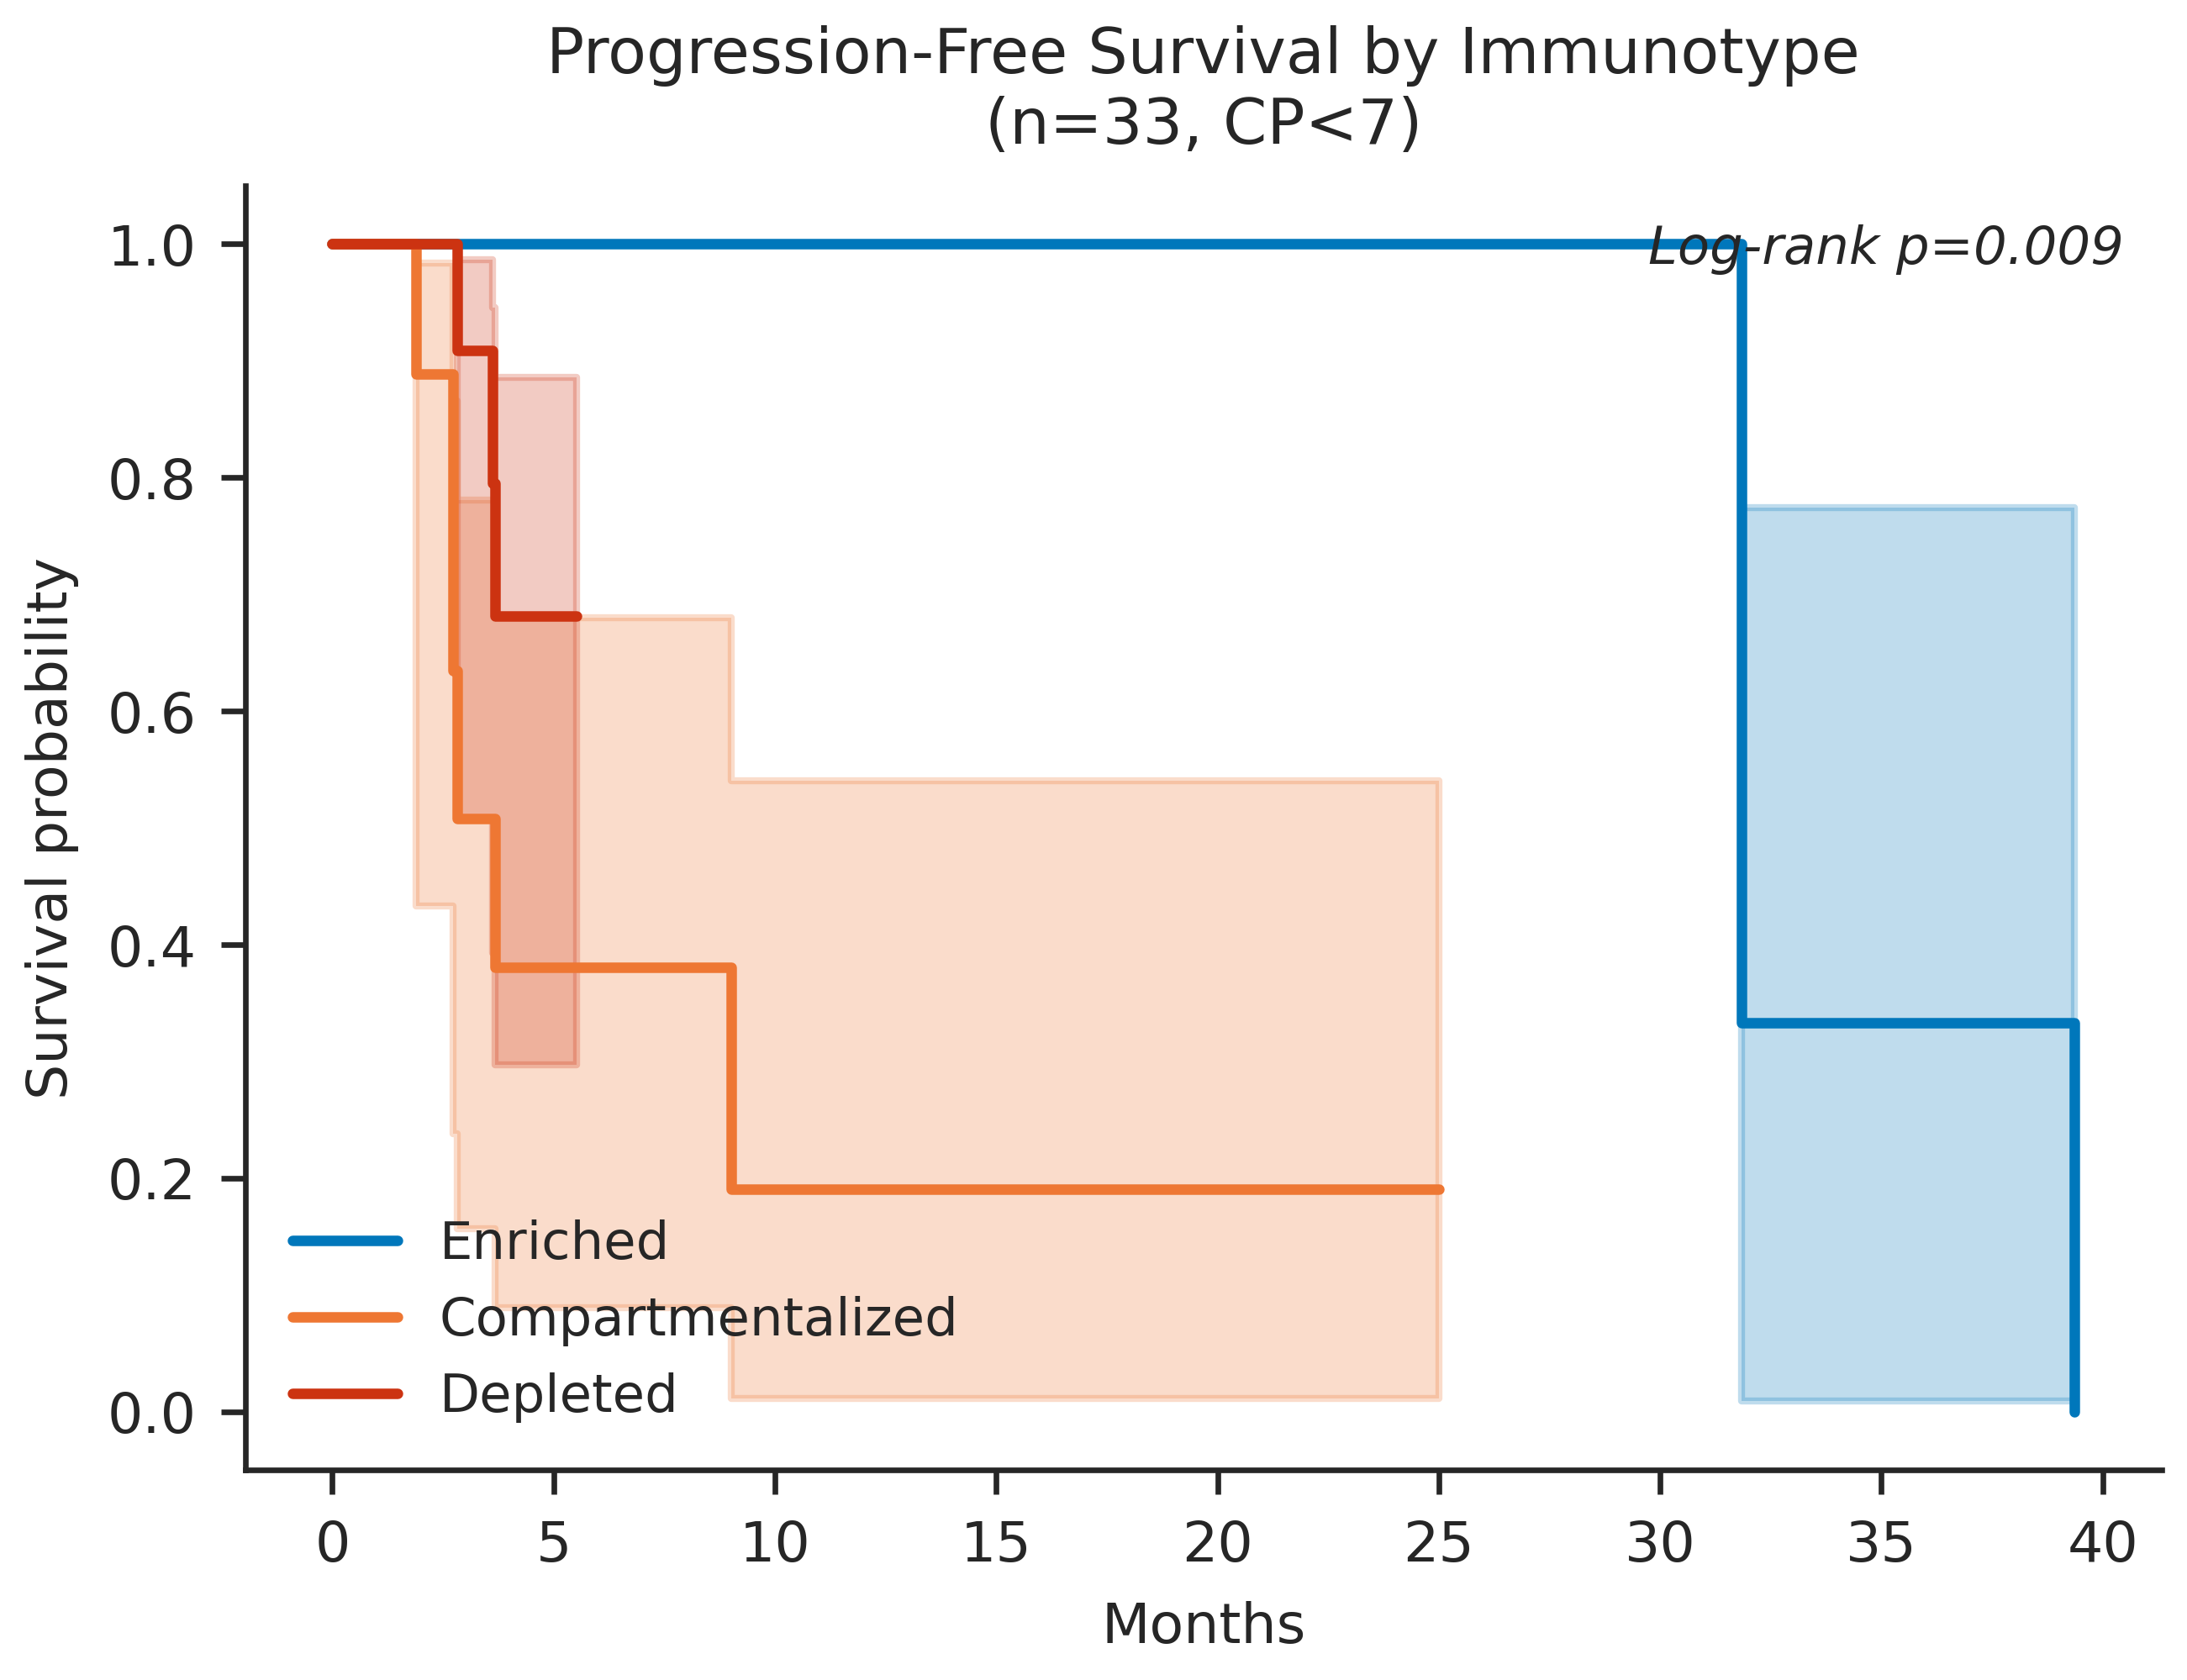 Progression-Free Survival by Immunotype
(n=33, CP<7)
Log-rank p=0.009
Survival probability
1.0
0.8
0.6
0.4
0.2
0.0
Enriched
Compartmentalized
Depleted
0 5 10 15 20 25 30 35 40
Months